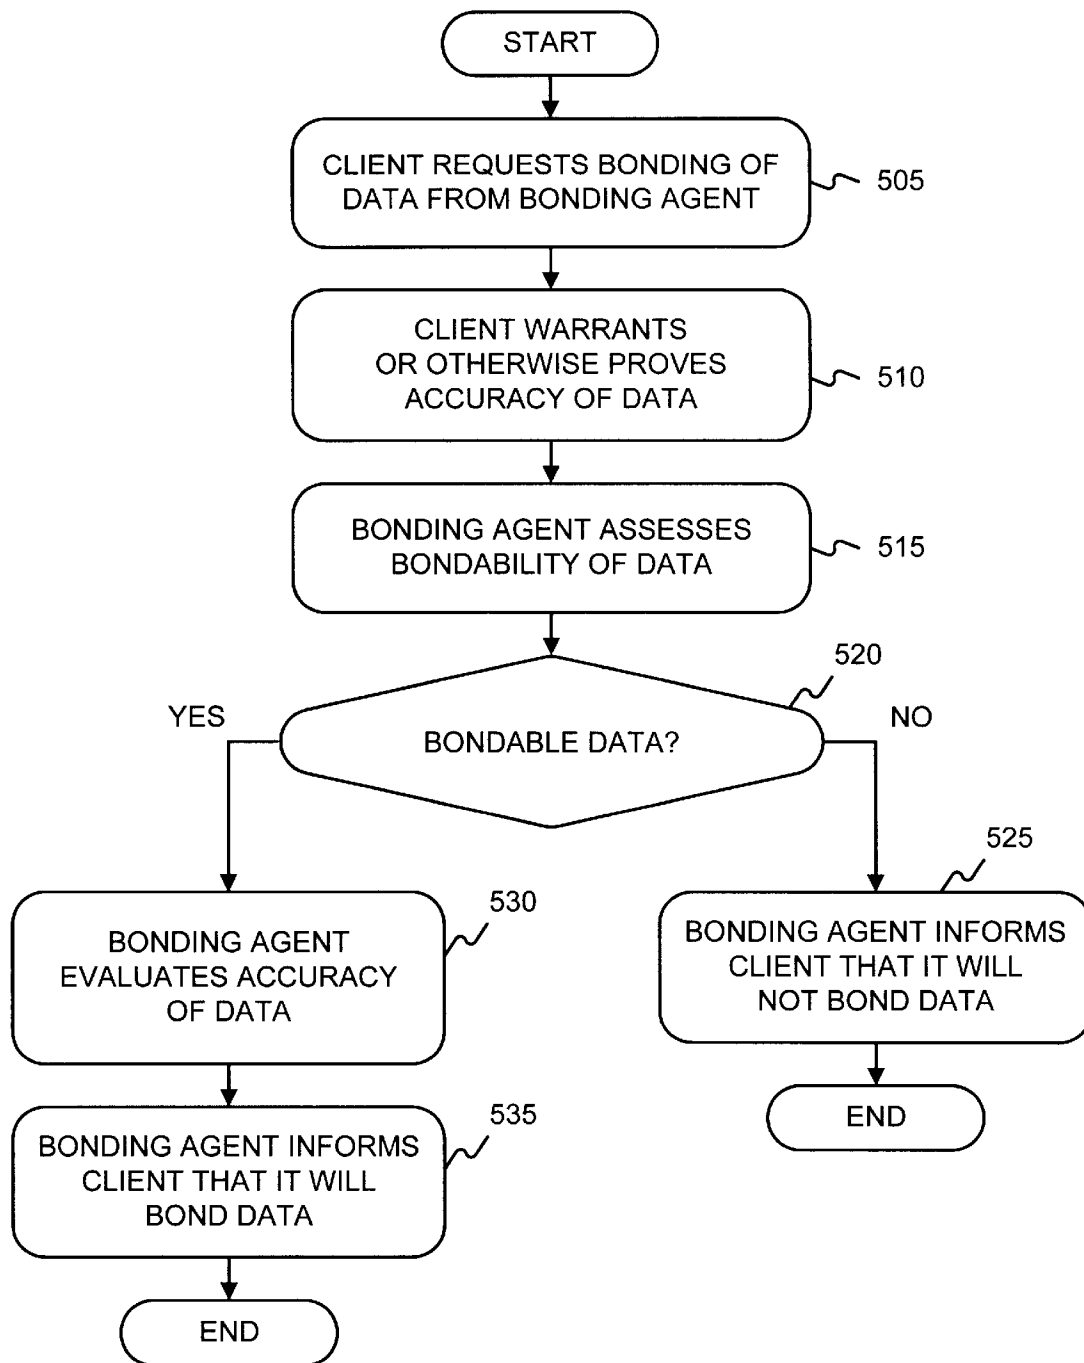 START
CLIENT REQUESTS BONDING OF
DATA FROM BONDING AGENT
505
CLIENT WARRANTS
OR OTHERWISE PROVES
ACCURACY OF DATA
510
BONDING AGENT ASSESSES
BONDABILITY OF DATA
515
520
YES
BONDABLE DATA?
NO
530
BONDING AGENT
EVALUATES ACCURACY
OF DATA
525
BONDING AGENT INFORMS
CLIENT THAT IT WILL
NOT BOND DATA
535
BONDING AGENT INFORMS
CLIENT THAT IT WILL
BOND DATA
END
END